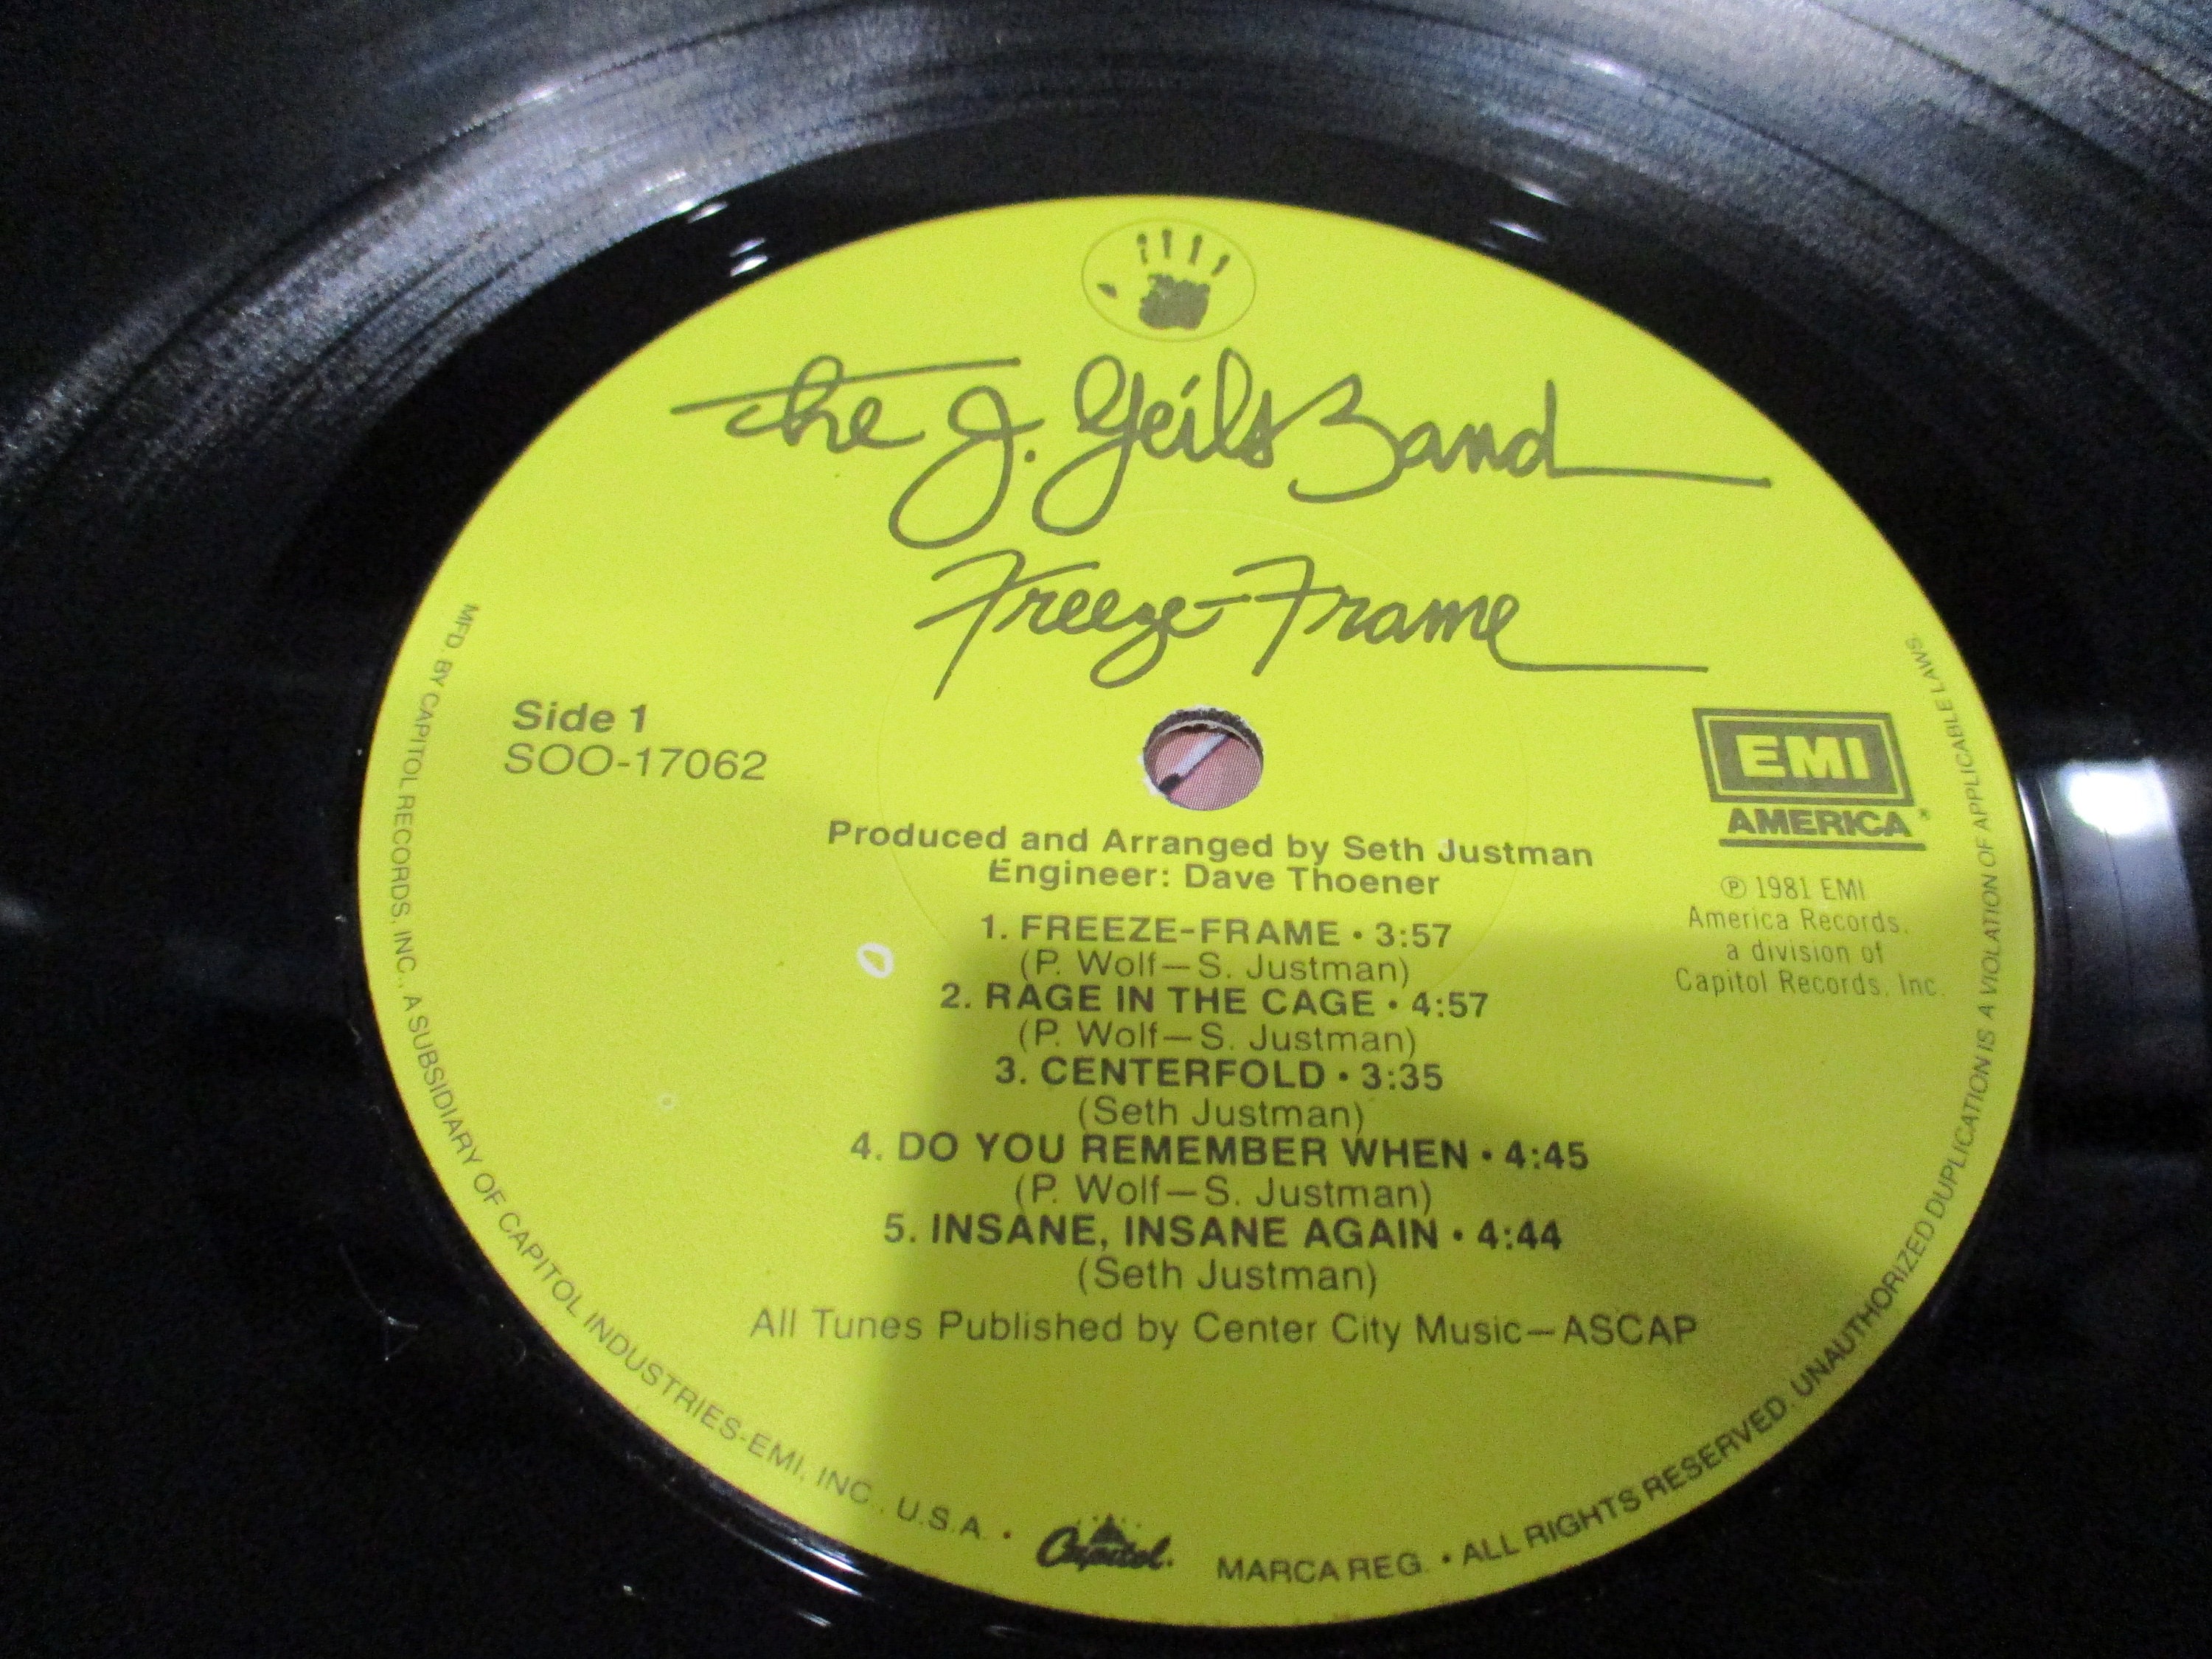 The J. Geils Band
Freeze-Frame
Side 1
SOO-17062
EMI
AMERICA
℗ 1981 EMI
America Records,
a division of
Capitol Records, Inc.
Produced and Arranged by Seth Justman
Engineer: Dave Thoener
1. FREEZE-FRAME • 3:57
(P. Wolf—S. Justman)
2. RAGE IN THE CAGE • 4:57
(P. Wolf—S. Justman)
3. CENTERFOLD • 3:35
(Seth Justman)
4. DO YOU REMEMBER WHEN • 4:45
(P. Wolf—S. Justman)
5. INSANE, INSANE AGAIN • 4:44
(Seth Justman)
All Tunes Published by Center City Music—ASCAP
MFD. BY CAPITOL RECORDS, INC., A SUBSIDIARY OF CAPITOL INDUSTRIES-EMI, INC., U.S.A. • Capitol. MARCA REG. • ALL RIGHTS RESERVED. UNAUTHORIZED DUPLICATION IS A VIOLATION OF APPLICABLE LAWS.